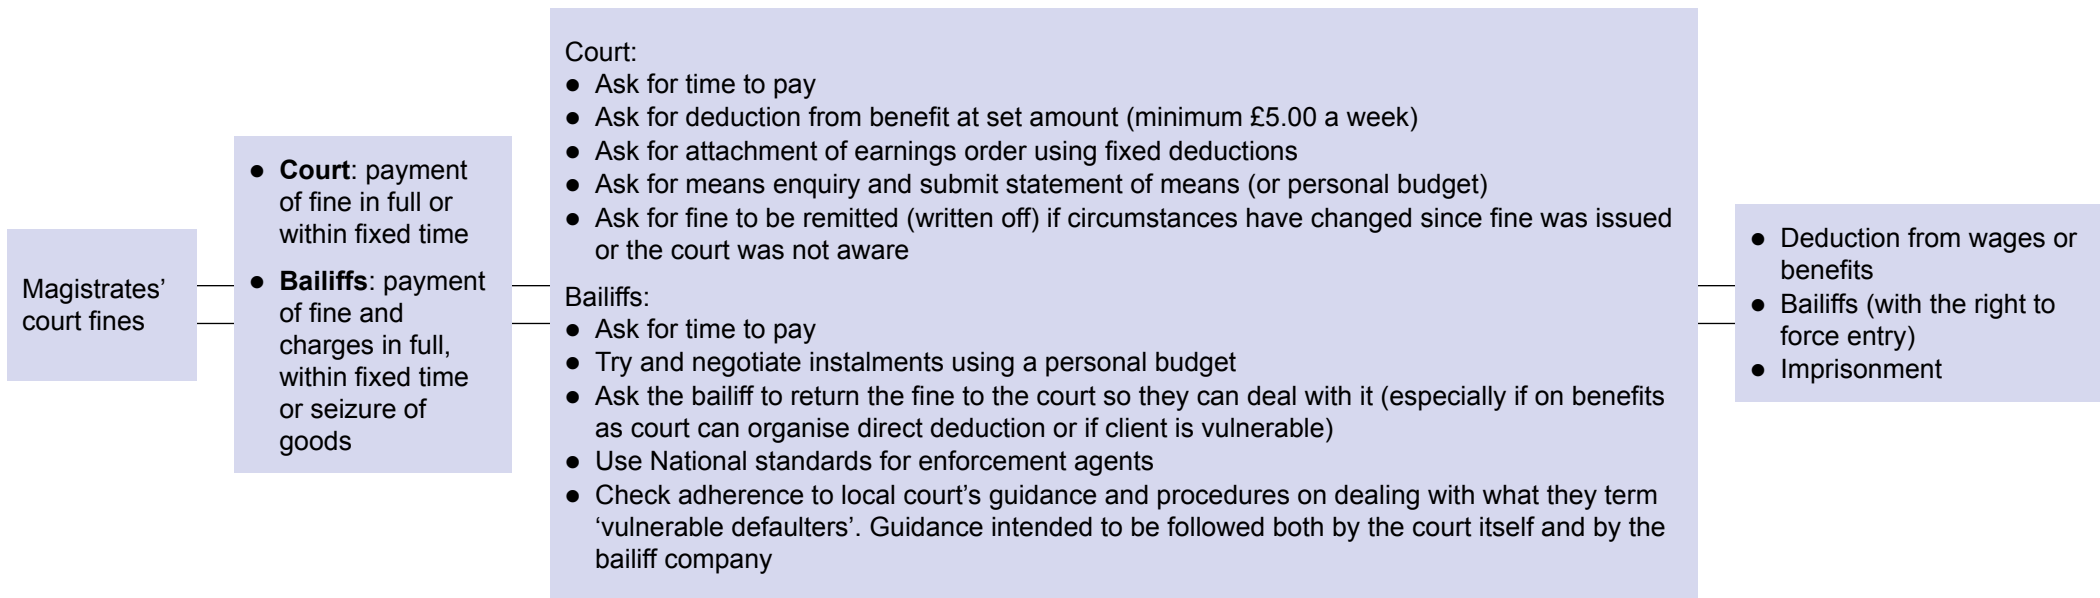 Magistrates’
court fines
● Court: payment
of fine in full or
within fixed time
● Bailiffs: payment
of fine and
charges in full,
within fixed time
or seizure of
goods
Court:
● Ask for time to pay
● Ask for deduction from benefit at set amount (minimum £5.00 a week)
● Ask for attachment of earnings order using fixed deductions
● Ask for means enquiry and submit statement of means (or personal budget)
● Ask for fine to be remitted (written off) if circumstances have changed since fine was issued
or the court was not aware
Bailiffs:
● Ask for time to pay
● Try and negotiate instalments using a personal budget
● Ask the bailiff to return the fine to the court so they can deal with it (especially if on benefits
as court can organise direct deduction or if client is vulnerable)
● Use National standards for enforcement agents
● Check adherence to local court’s guidance and procedures on dealing with what they term
‘vulnerable defaulters’. Guidance intended to be followed both by the court itself and by the
bailiff company
● Deduction from wages or
benefits
● Bailiffs (with the right to
force entry)
● Imprisonment